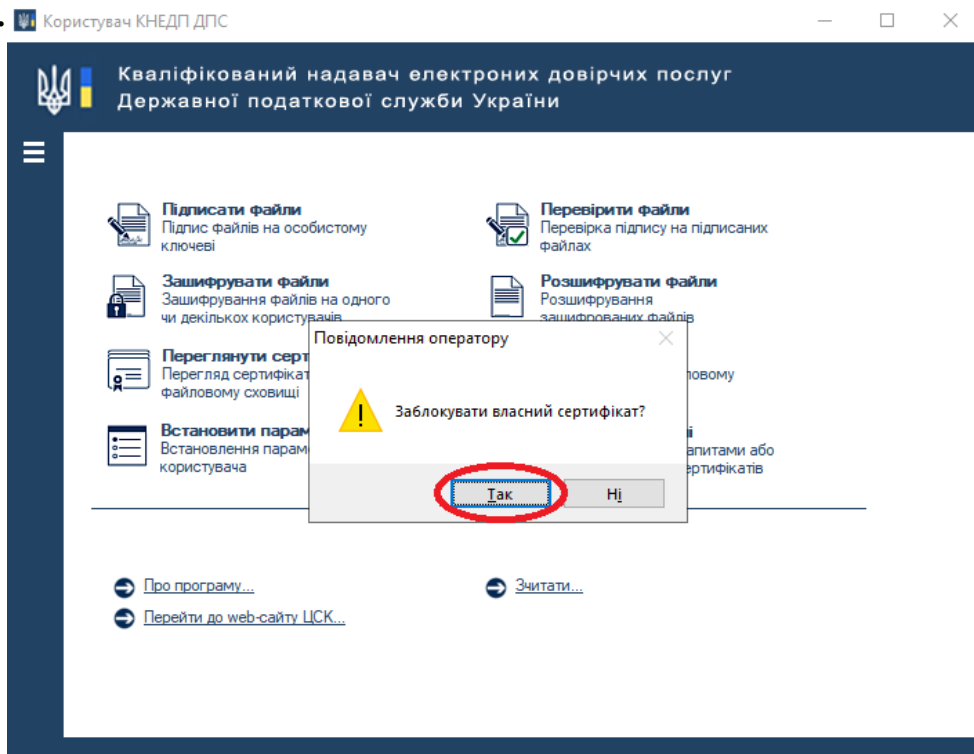 Користувач КНЕДП ДПС
Кваліфікований надавач електроних довірчих послуг
Державної податкової служби України
Підписати файли
Підпис файлів на особистому
ключеві
Перевірити файли
Перевірка підпису на підписаних
файлах
Зашифрувати файли
Зашифрування файлів на одного
чи декількох користувачів
Розшифрувати файли
Розшифрування
зашифрованих файлів
Повідомлення оператору
Заблокувати власний сертифікат?
Так
Ні
Переглянути серт
Перегляд сертифікат
файловому сховищі
ловому
Встановити парам
Встановлення парам
користувача
і
апитами або
ертифікатів
Про програму...
Зчитати...
Перейти до web-сайту ЦСК...